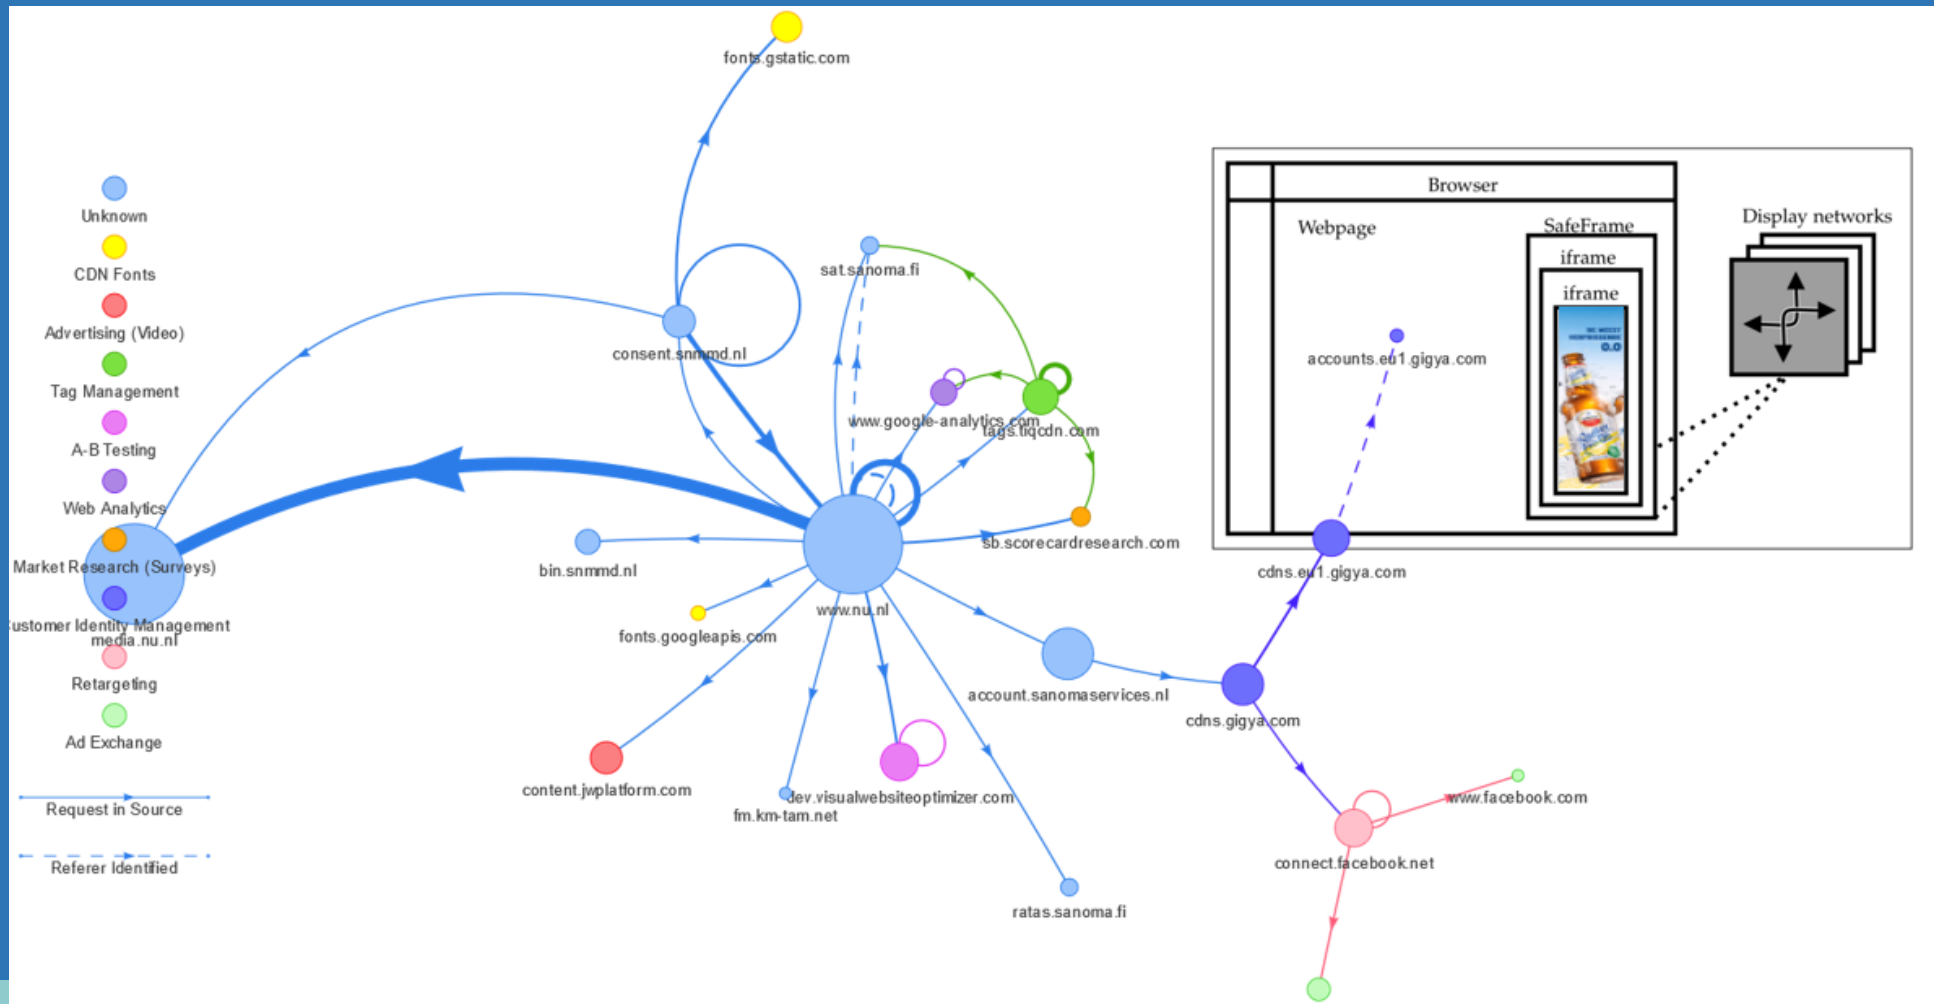 fonts.gstatic.com
Unknown
CDN Fonts
Advertising (Video)
Tag Management
A-B Testing
Web Analytics
Market Research (Surveys)
ustomer Identity Management
media.nu.nl
Retargeting
Ad Exchange
Request in Source
Referer Identified
consent.snmmd.nl
sat.sanoma.fi
www.google-analytics.com
tags.tiqcdn.com
sb.scorecardresearch.com
bin.snmmd.nl
www.nu.nl
fonts.googleapis.com
account.sanomaservices.nl
cdns.gigya.com
content.jwplatform.com
dev.visualwebsiteoptimizer.com
fm.km-tam.net
ratas.sanoma.fi
www.facebook.com
connect.facebook.net
Browser
Webpage
SafeFrame
iframe
iframe
0.0
Display networks
accounts.eu1.gigya.com
cdns.eu1.gigya.com